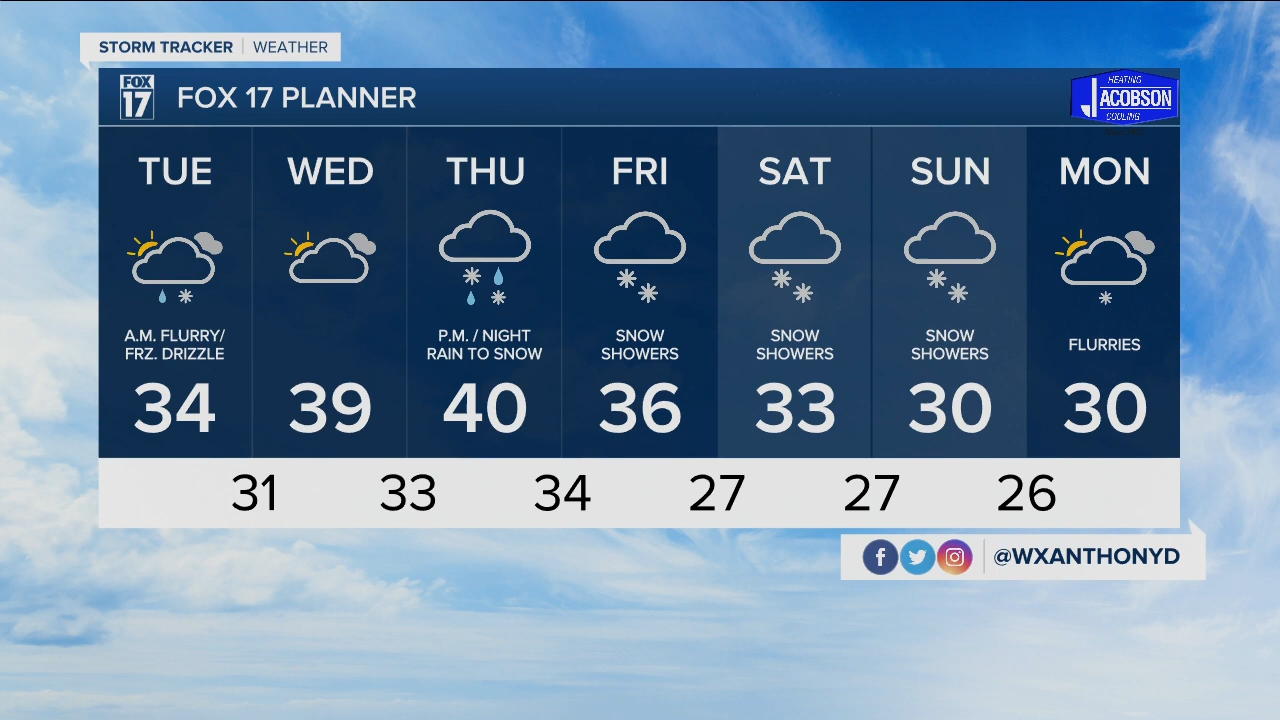 STORM TRACKER | WEATHER
FOX
17
FOX 17 PLANNER
HEATING
JACOBSON
COOLING
TUE
WED
THU
FRI
SAT
SUN
MON
A.M. FLURRY/
FRZ. DRIZZLE
P.M. / NIGHT
RAIN TO SNOW
SNOW
SHOWERS
SNOW
SHOWERS
SNOW
SHOWERS
FLURRIES
34
39
40
36
33
30
30
31
33
34
27
27
26
@WXANTHONYD